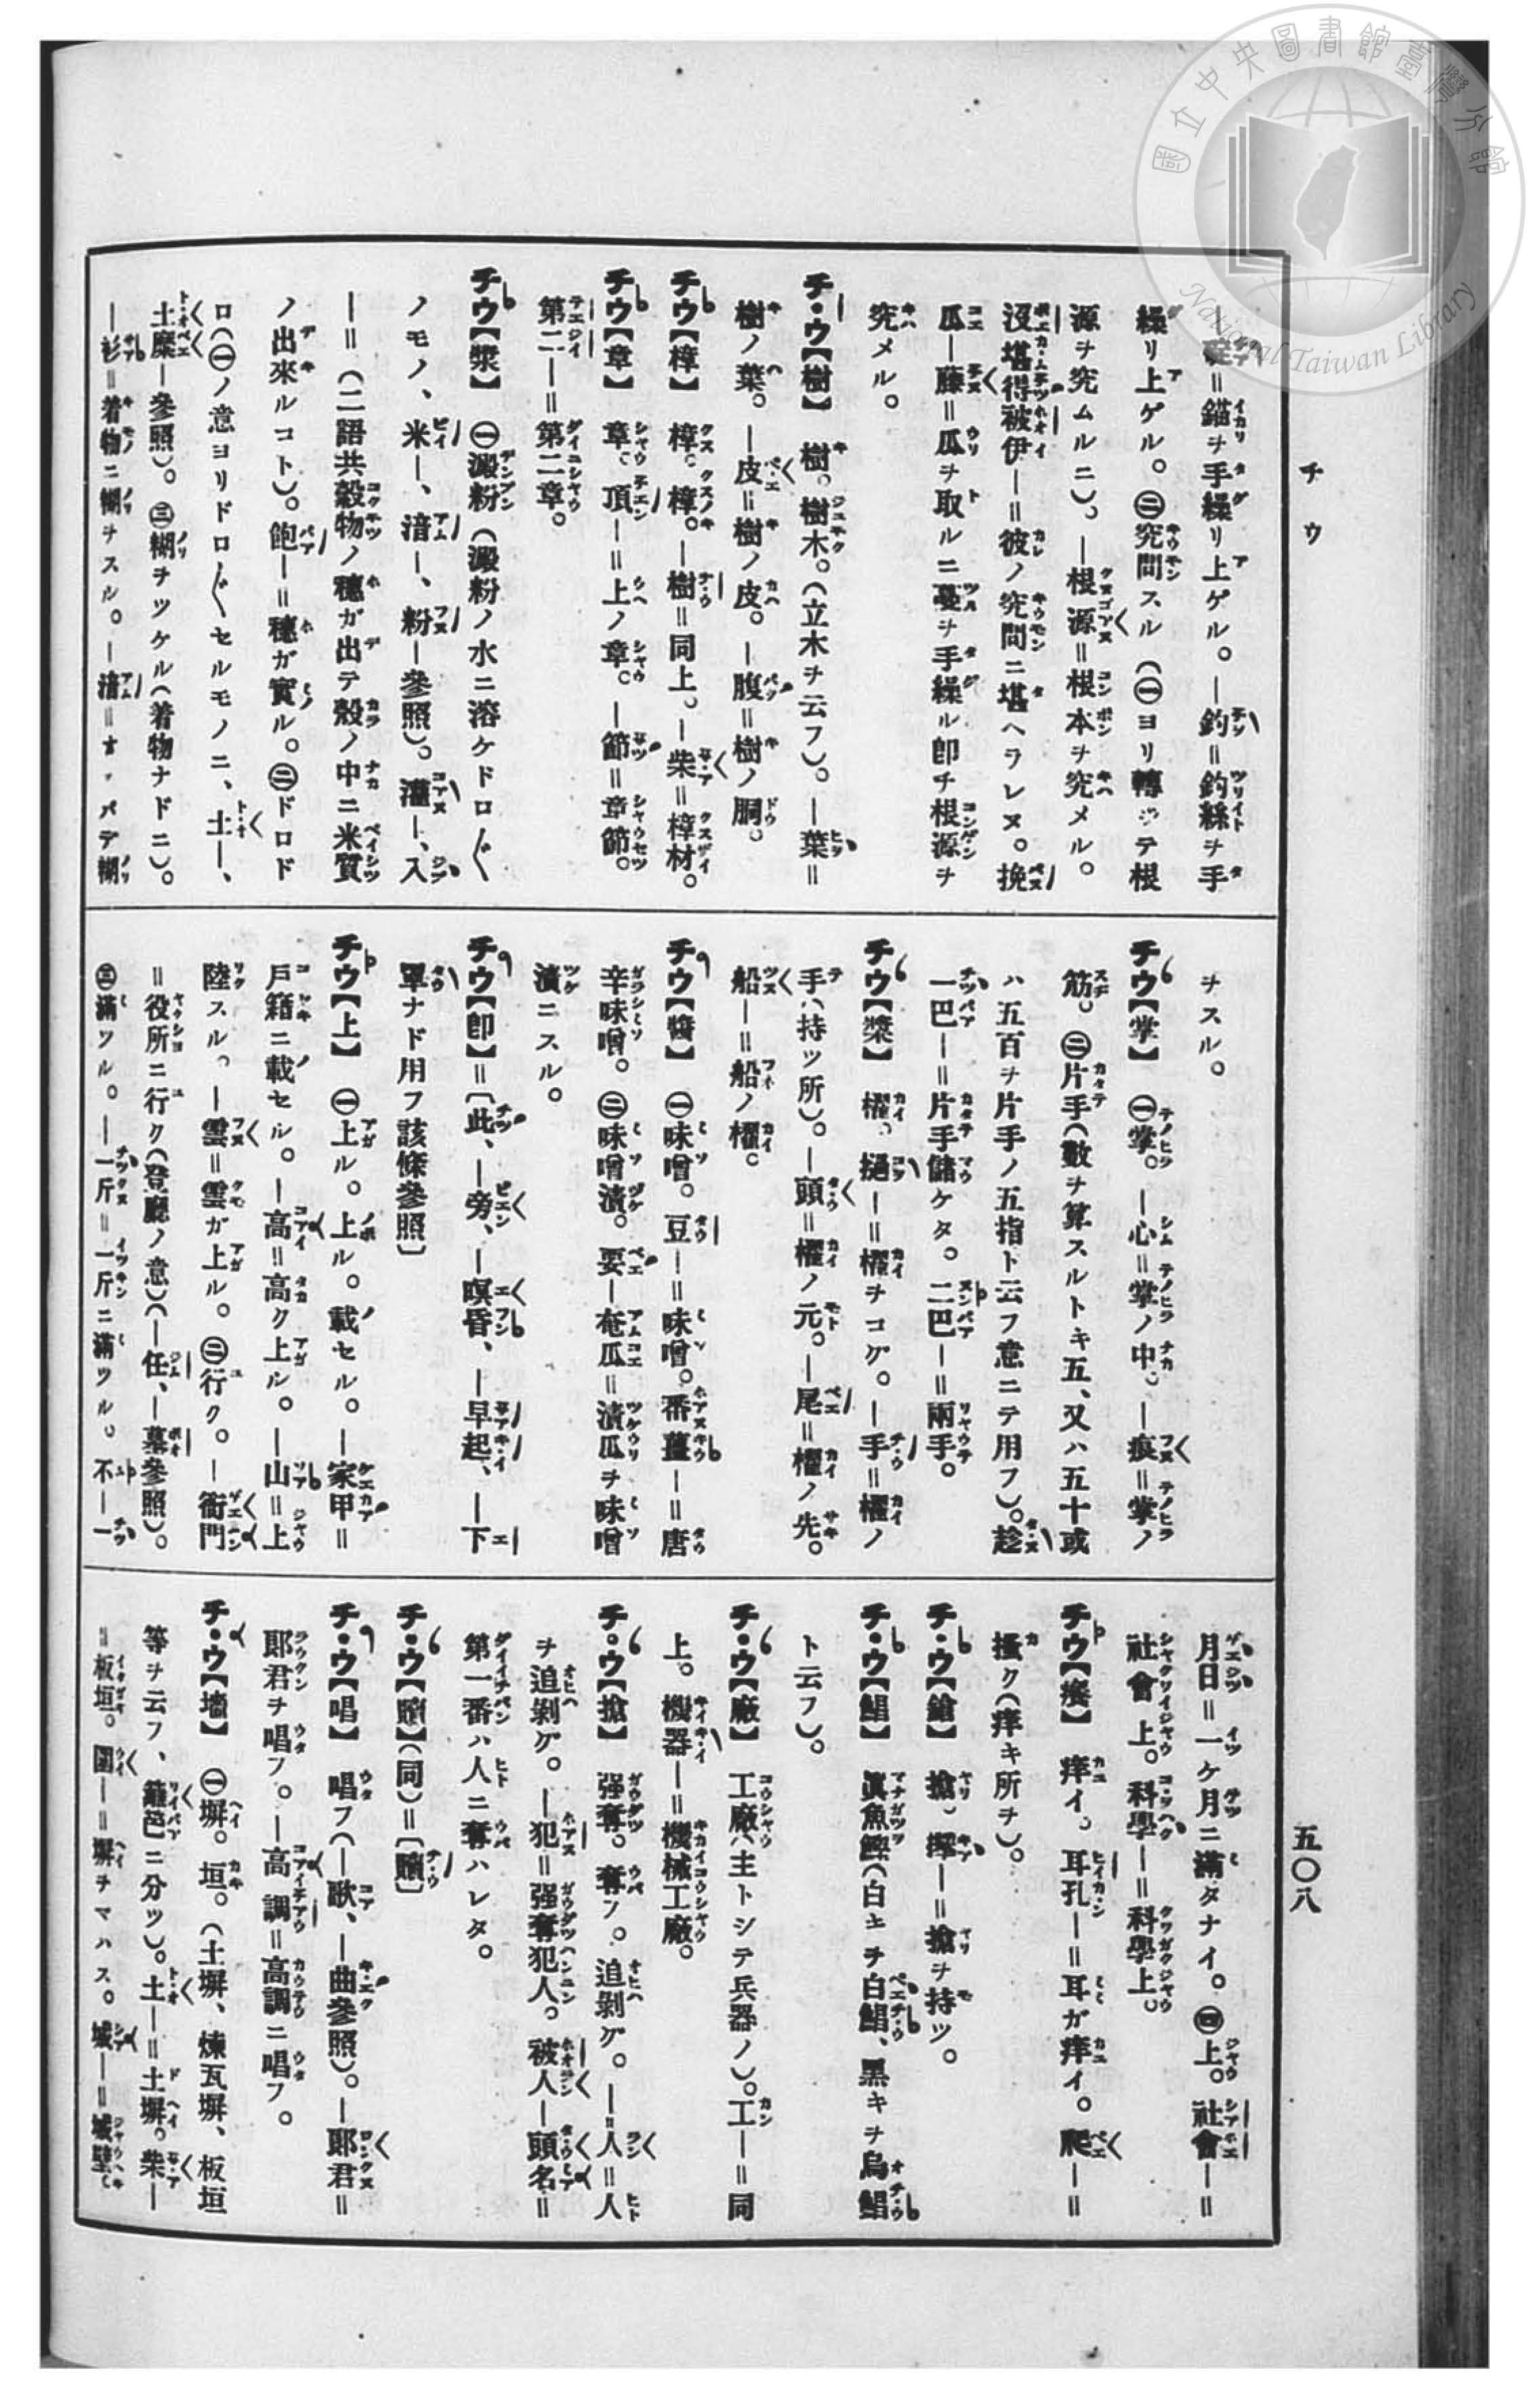 國立中央圖書館臺灣分館
National Taiwan Library
チウ
五〇八
―碇＝錨ヲ手繰リ上ゲル。―釣＝釣絲ヲ手
繰リ上ゲル。㊁究問スル（㊀ヨリ轉ジテ根
源ヲ究ムルニ）。―根源＝根本ヲ究メル。
沒堪得被伊―＝彼ノ究問ニ堪ヘラレヌ。挽
瓜―藤＝瓜ヲ取ルニ蔓ヲ手繰ル卽チ根源ヲ
究メル。
チ・ウ【樹】 樹。樹木。（立木ヲ云フ）。―葉＝
樹ノ葉。―皮＝樹ノ皮。―腹＝樹ノ胴。
チウ【樟】 樟。樟。―樹＝同上。―柴＝樟材。
チウ【章】 章。頂―＝上ノ章。―節＝章節。
第二―＝第二章。
チウ【漿】 ㊀澱粉（澱粉ノ水ニ溶ケドロ〲
ノモノ、米―、湆―、粉―參照）。灌―、入
―＝（二語共穀物ノ穗ガ出デ殼ノ中ニ米質
ノ出來ルコト）。飽―＝穗ガ實ル。㊁ドロド
ロ（㊀ノ意ヨリドロ〲セルモノニ、土―、
土糜―參照）。㊂糊ヲツケル（着物ナドニ）。
―衫＝着物ニ糊ヲスル。―湆＝オ、バデ糊
ヲスル。
チウ【掌】 ㊀掌。―心＝掌ノ中。―痕＝掌ノ
筋。㊁片手（數ヲ算スルトキ五、又ハ五十或
ハ五百ヲ片手ノ五指ト云フ意ニテ用フ）。趁
一巴―＝片手儲ケタ。二巴―＝兩手。
チウ【槳】 櫂。搥―＝櫂ヲコグ。―手＝櫂ノ
手（持ツ所）。―頭＝櫂ノ元。―尾＝櫂ノ先。
船―＝船ノ櫂。
チウ【醬】 ㊀味噌。豆―＝味噌。番薑―＝唐
辛味噌。㊁味噌漬。要―奄瓜＝漬瓜ヲ味噌
漬ニスル。
チウ【卽】＝〔此、―旁、―暝昏、―早起、―下
罩ナド用フ該條參照〕
チウ【上】 ㊀上ル。上ル。載セル。―家甲＝
戶籍ニ載セル。―高＝高ク上ル。―山＝上
陸スル。―雲＝雲ガ上ル。㊁行ク。―衙門
＝役所ニ行ク（登廳ノ意）（―任、―墓參照）。
㊂滿ツル。―一斤＝一斤ニ滿ツル。不―一
月日＝一ケ月ニ滿タナイ。㊃上。社會―＝
社會上。科學―＝科學上。
チウ【癢】 痒イ。耳孔―＝耳ガ痒イ。爬―＝
搔ク（痒キ所ヲ）。
チ・ウ【鎗】 搶。㩧―＝搶ヲ持ツ。
チ・ウ【鯧】 眞魚鰹（白キヲ白鯧、黑キヲ烏鯧
ト云フ）。
チ・ウ【廠】 工廠（主トシテ兵器ノ）。工―＝同
上。機器―＝機械工廠。
チ・ウ【搶】 强奪。奪フ。追剝グ。―人＝人
ヲ追剝グ。―犯＝强奪犯人。被人―頭名＝
第一番ハ人ニ奪ハレタ。
チ・ウ【𧸖】（同）＝〔𧸖〕
チ・ウ【唱】 唱フ（―歌、―曲參照）。―郞君＝
郞君ヲ唱フ。―高調＝高調ニ唱フ。
チ・ウ【墻】 ㊀塀。垣。（土塀、煉瓦塀、板垣
等ヲ云フ、籬笆ニ分ツ）。土―＝土塀。柴―
＝板垣。圍―＝塀ヲマハス。城―＝城壁。